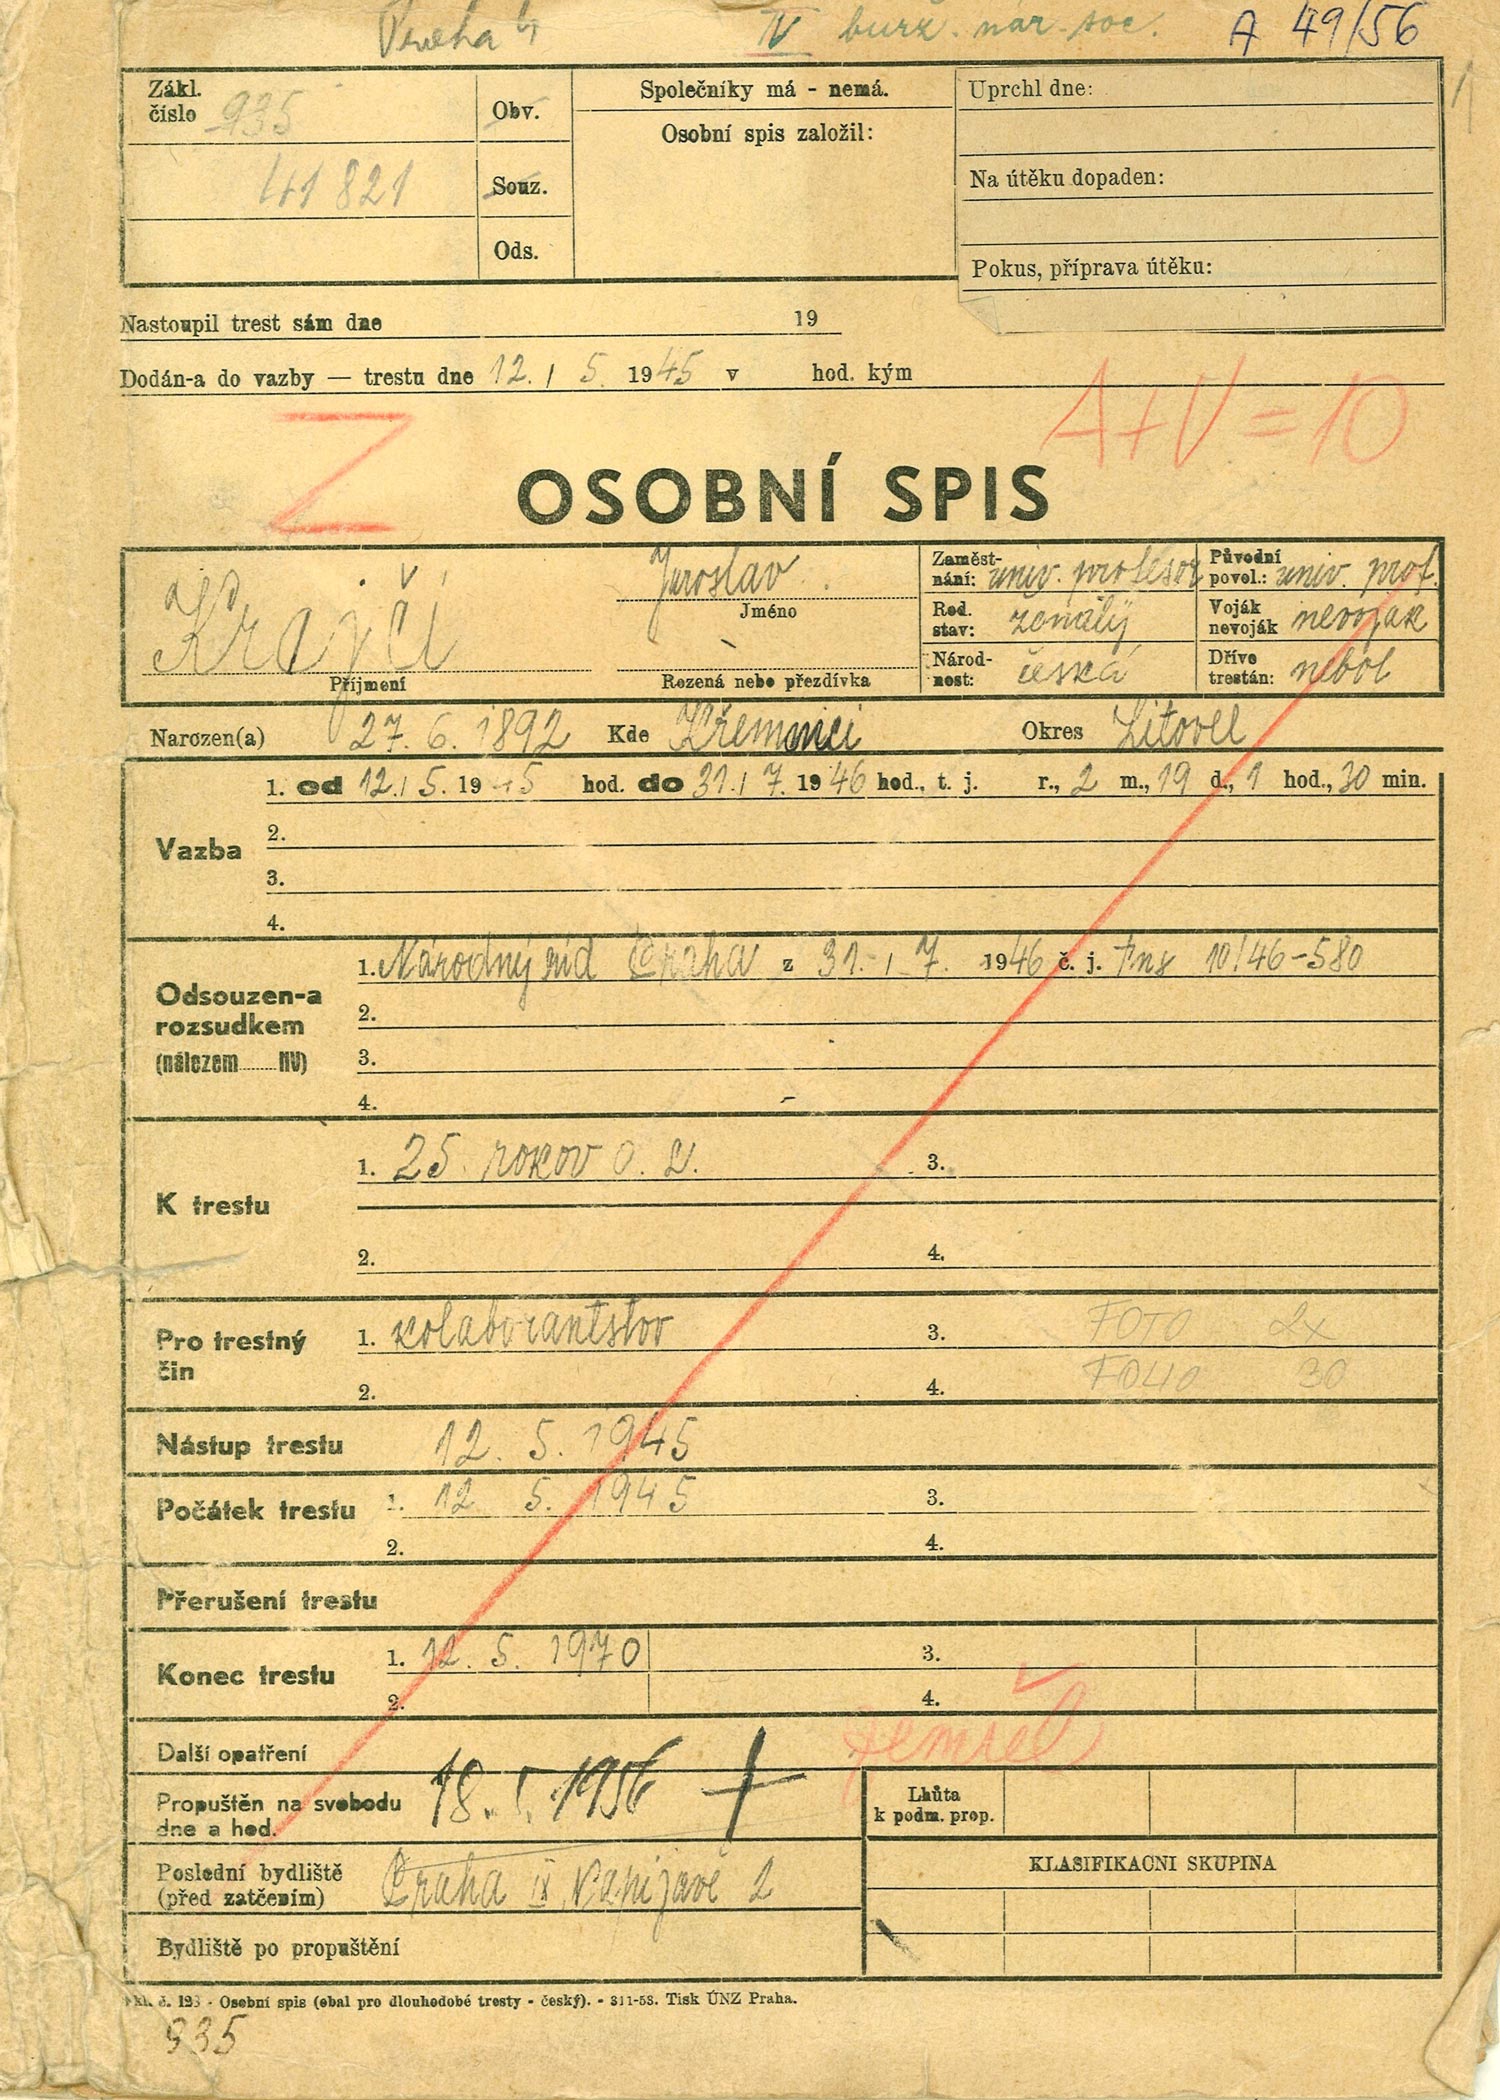 Praha 4 IV burž. nár. soc. A 49/56
Zákl. číslo 935
41821
Obv.
Souz.
Ods.
Společníky má - nemá.
Osobní spis založil:
Uprchl dne:
Na útěku dopaden:
Pokus, příprava útěku:
Nastoupil trest sám dne 19
Dodán-a do vazby — trestu dne 12. / 5. 1945 v hod. kým
Z A+V=10
OSOBNÍ SPIS
Krajčí
Příjmení
Jaroslav
Jméno
Rozená nebo přezdívka
Zaměstnání: univ. profesor
Rod. stav: ženatý
Národnost: česká
Původní povol.: univ. prof.
Voják nevoják nevoják
Dříve trestán: nebol
Narozen(a) 27. 6. 1892 Kde Křemenci Okres Litovel
Vazba
1. od 12. / 5. 1945 hod. do 31. / 7. 1946 hod., t. j. r., 2 m., 19 d., 1 hod., 30 min.
2.
3.
4.
Odsouzen-a rozsudkem (nálezem ...... NV)
1. Národný súd Praha z 31. / 7. 1946 č. j. Tns 10/46-580
2.
3.
4.
K trestu
1. 25. rokov 3.
2. 4.
Pro trestný čin
1. kolaborantstvo 3. FOTO 2x
2. 4. FOLIO 30
Nástup trestu 12. 5. 1945
Počátek trestu 1. 12 5. 1945 3.
2. 4.
Přerušení trestu
Konec trestu 1. 12. 5. 1970 3.
2. 4.
Další opatření zemřel
Propuštěn na svobodu dne a hod. 18. 5. 1956 +
Poslední bydliště (před zatčením) Praha IX
Bydliště po propuštění
Lhůta k podm. prop.
KLASIFIKACNI SKUPINA
kl. č. 123 - Osobní spis (obal pro dlouhodobé tresty - český). - 311-53. Tisk ÚNZ Praha.
935